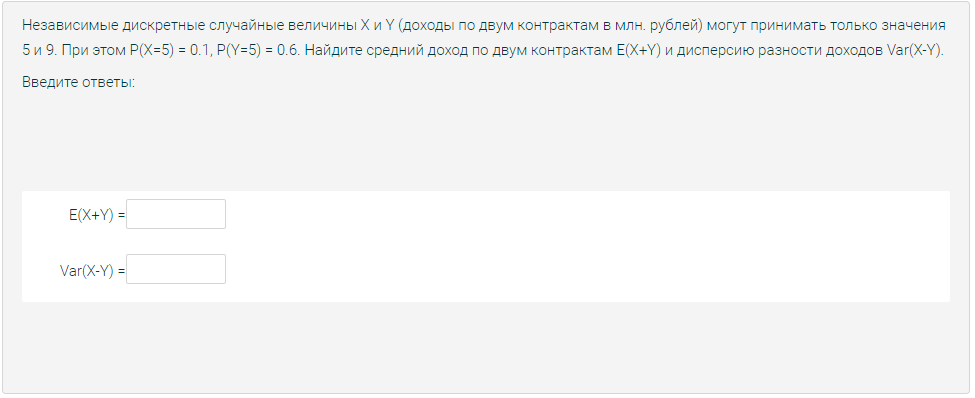 Независимые дискретные случайные величины X и Y (доходы по двум контрактам в млн. рублей) могут принимать только значения
5 и 9. При этом P(X=5) = 0.1, P(Y=5) = 0.6. Найдите средний доход по двум контрактам E(X+Y) и дисперсию разности доходов Var(X-Y).
Введите ответы:
E(X+Y) =
Var(X-Y) =